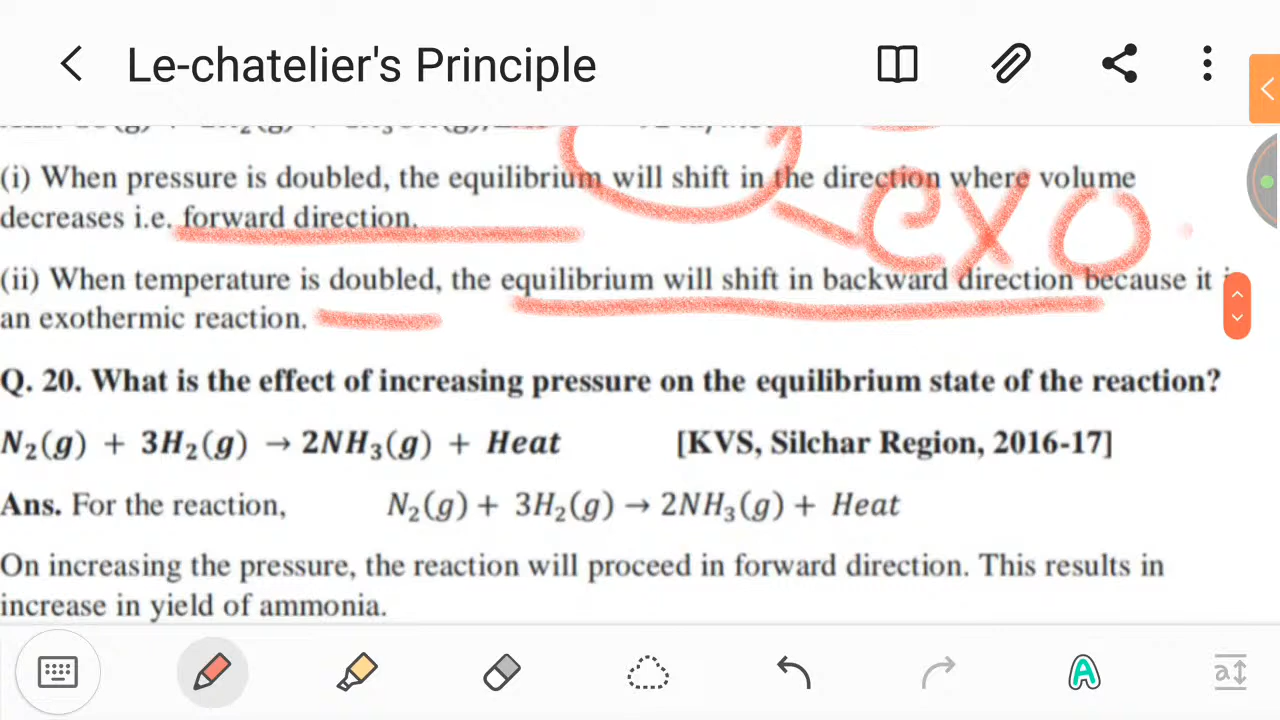 Le-chatelier's Principle
(i) When pressure is doubled, the equilibrium will shift in the direction where volume
decreases i.e. forward direction.
exo
(ii) When temperature is doubled, the equilibrium will shift in backward direction because it
an exothermic reaction.
Q. 20. What is the effect of increasing pressure on the equilibrium state of the reaction?
N₂(g) + 3H₂(g) → 2NH₃(g) + Heat [KVS, Silchar Region, 2016-17]
Ans. For the reaction, N₂(g) + 3H₂(g) → 2NH₃(g) + Heat
On increasing the pressure, the reaction will proceed in forward direction. This results in
increase in yield of ammonia.
A a